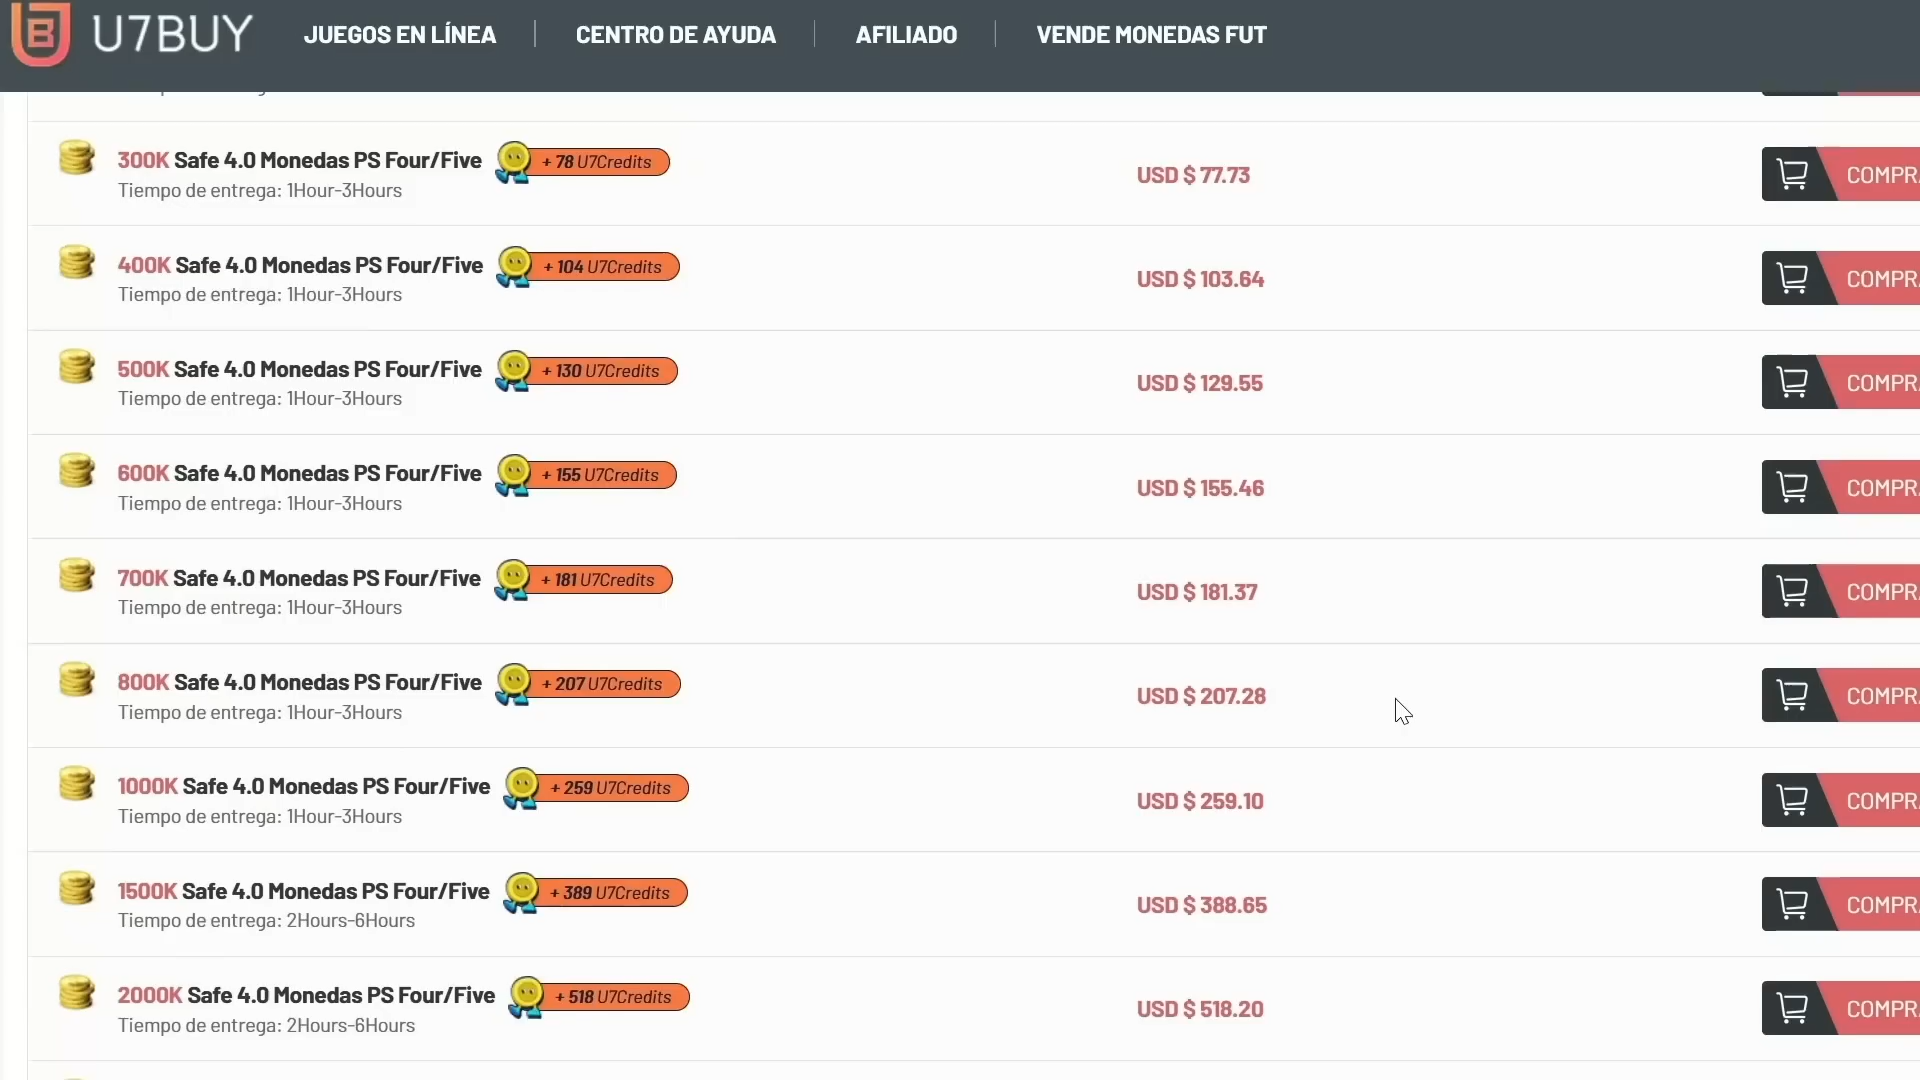 U7BUY
JUEGOS EN LÍNEA
CENTRO DE AYUDA
AFILIADO
VENDE MONEDAS FUT
300K Safe 4.0 Monedas PS Four/Five + 78 U7Credits
Tiempo de entrega: 1Hour-3Hours
USD $ 77.73
COMPRA
400K Safe 4.0 Monedas PS Four/Five + 104 U7Credits
Tiempo de entrega: 1Hour-3Hours
USD $ 103.64
COMPRA
500K Safe 4.0 Monedas PS Four/Five + 130 U7Credits
Tiempo de entrega: 1Hour-3Hours
USD $ 129.55
COMPRA
600K Safe 4.0 Monedas PS Four/Five + 155 U7Credits
Tiempo de entrega: 1Hour-3Hours
USD $ 155.46
COMPRA
700K Safe 4.0 Monedas PS Four/Five + 181 U7Credits
Tiempo de entrega: 1Hour-3Hours
USD $ 181.37
COMPRA
800K Safe 4.0 Monedas PS Four/Five + 207 U7Credits
Tiempo de entrega: 1Hour-3Hours
USD $ 207.28
COMPRA
1000K Safe 4.0 Monedas PS Four/Five + 259 U7Credits
Tiempo de entrega: 1Hour-3Hours
USD $ 259.10
COMPRA
1500K Safe 4.0 Monedas PS Four/Five + 389 U7Credits
Tiempo de entrega: 2Hours-6Hours
USD $ 388.65
COMPRA
2000K Safe 4.0 Monedas PS Four/Five + 518 U7Credits
Tiempo de entrega: 2Hours-6Hours
USD $ 518.20
COMPRA